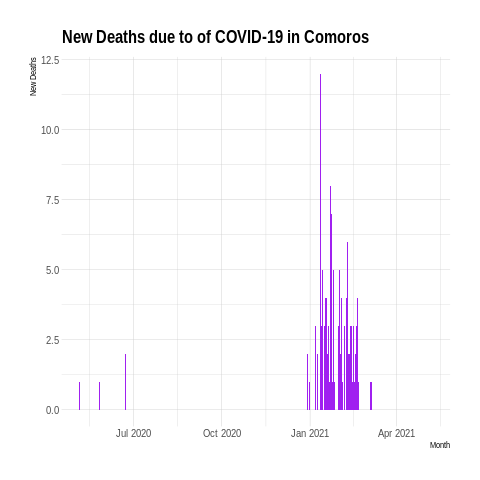 New Deaths due to of COVID-19 in Comoros
New Deaths
12.5
10.0
7.5
5.0
2.5
0.0
Jul 2020 Oct 2020 Jan 2021 Apr 2021
Month